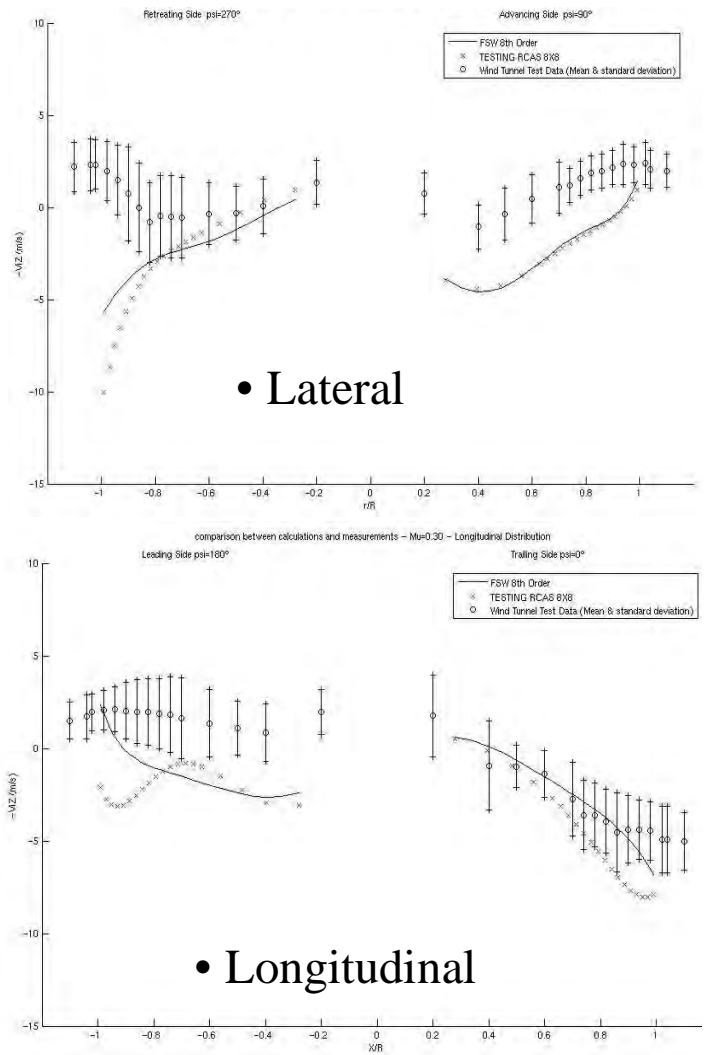 Retreating Side psi=270°
Advancing Side psi=90°
FSW 8th Order
TESTING RCAS 8X8
Wind Tunnel Test Data (Mean & standard deviation)
10
5
0
-5
-10
-15
-ViZ (m/s)
• Lateral
-1 -0.8 -0.6 -0.4 -0.2 0 0.2 0.4 0.6 0.8 1
r/R
comparison between calculations and measurements - Mu=0.30 - Longitudinal Distribution
Leading Side psi=180°
Trailing Side psi=0°
FSW 8th Order
TESTING RCAS 8X8
Wind Tunnel Test Data (Mean & standard deviation)
10
5
0
-5
-10
-15
-ViZ (m/s)
• Longitudinal
-1 -0.8 -0.6 -0.4 -0.2 0 0.2 0.4 0.6 0.8 1
X/R